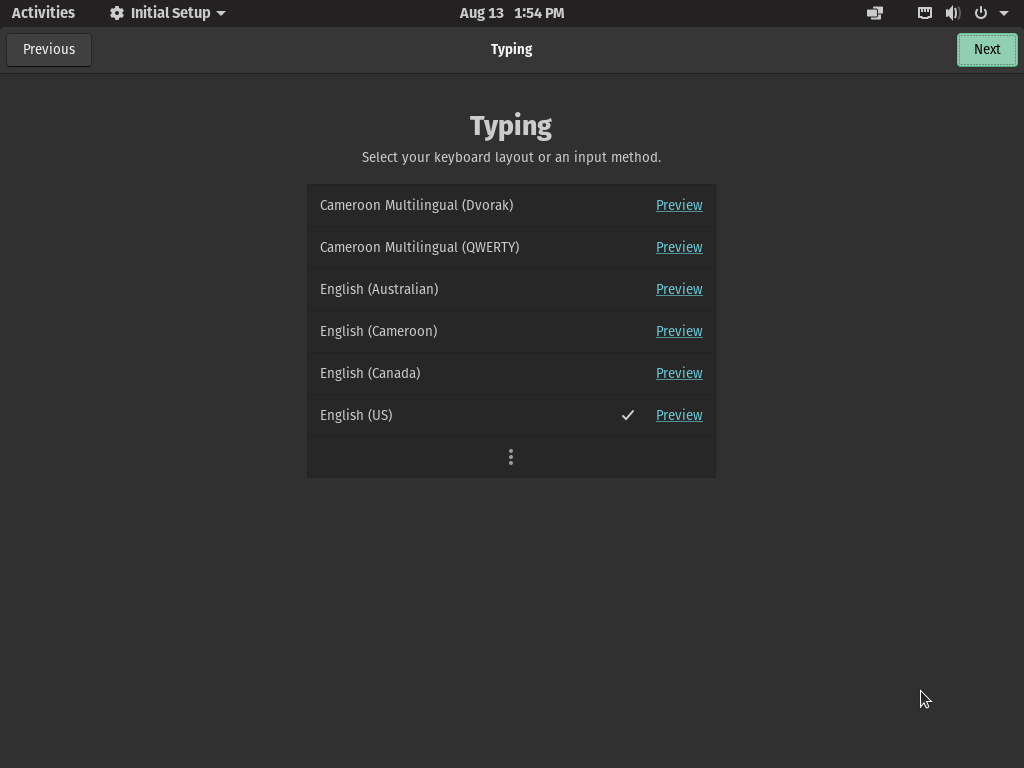 Activities Initial Setup Aug 13 1:54 PM
Previous Typing Next
Typing
Select your keyboard layout or an input method.
Cameroon Multilingual (Dvorak) Preview
Cameroon Multilingual (QWERTY) Preview
English (Australian) Preview
English (Cameroon) Preview
English (Canada) Preview
English (US) Preview